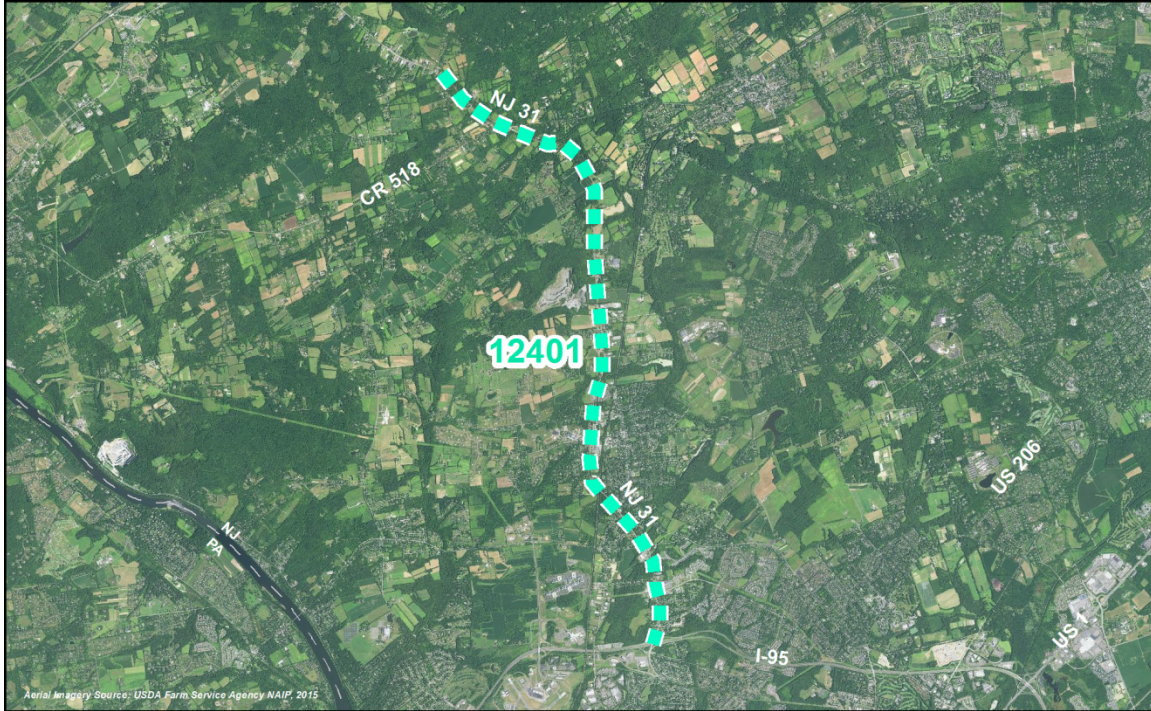 NJ 31
CR 518
12401
US 206
NJ 31
NJ
PA
US 1
I-95
Aerial Imagery Source: USDA Farm Service Agency NAIP, 2015